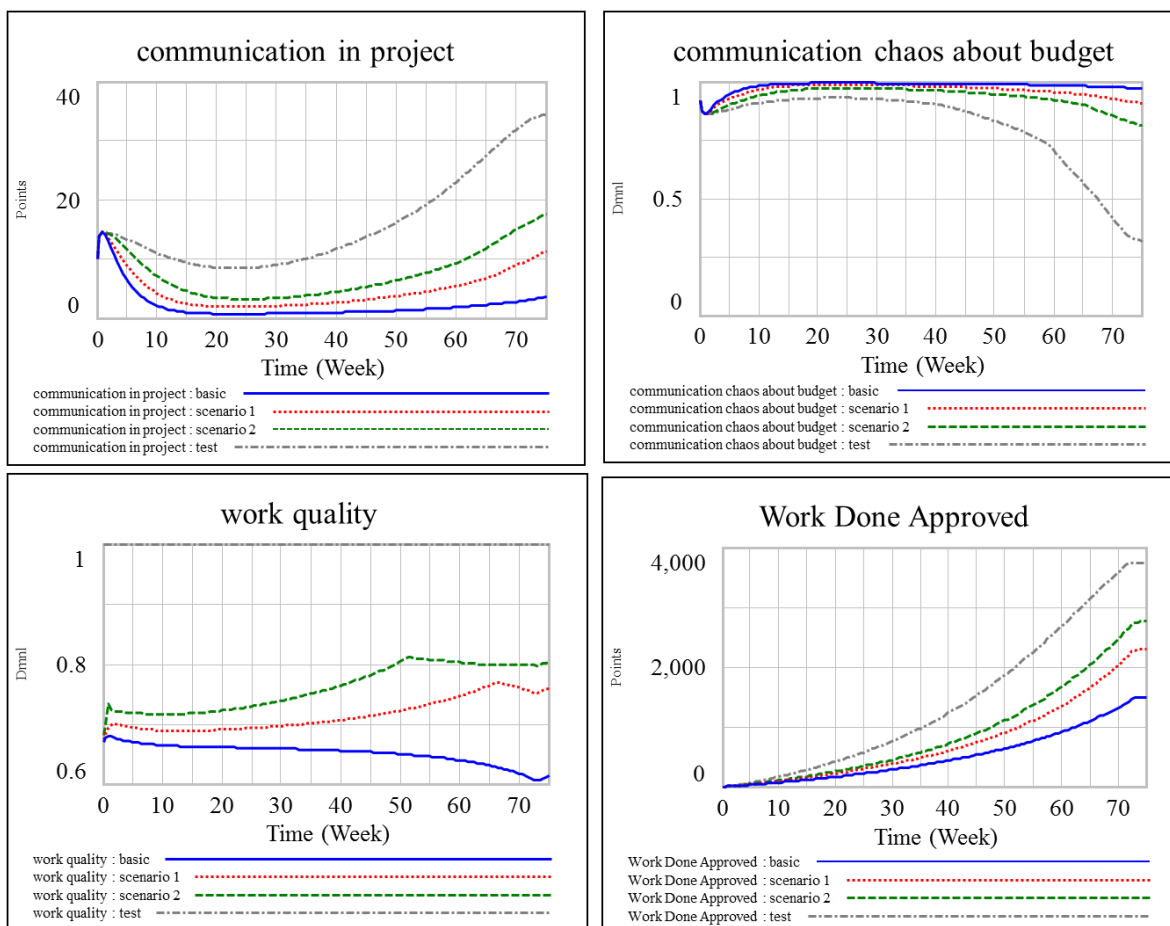 communication in project
40
20
0
Points
0 10 20 30 40 50 60 70
Time (Week)
communication in project : basic
communication in project : scenario 1
communication in project : scenario 2
communication in project : test
communication chaos about budget
1
0.5
0
Dmnl
0 10 20 30 40 50 60 70
Time (Week)
communication chaos about budget : basic
communication chaos about budget : scenario 1
communication chaos about budget : scenario 2
communication chaos about budget : test
work quality
1
0.8
0.6
Dmnl
0 10 20 30 40 50 60 70
Time (Week)
work quality : basic
work quality : scenario 1
work quality : scenario 2
work quality : test
Work Done Approved
4,000
2,000
0
Points
0 10 20 30 40 50 60 70
Time (Week)
Work Done Approved : basic
Work Done Approved : scenario 1
Work Done Approved : scenario 2
Work Done Approved : test